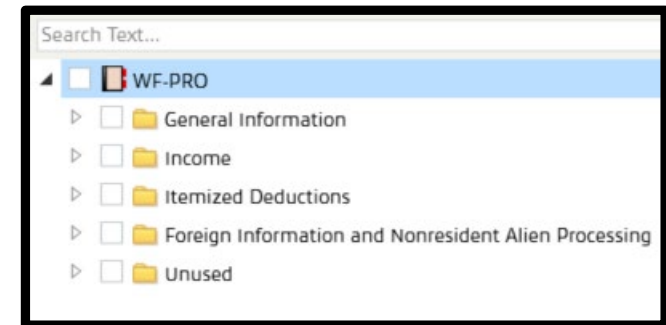 Search Text...
WF-PRO
General Information
Income
Itemized Deductions
Foreign Information and Nonresident Alien Processing
Unused